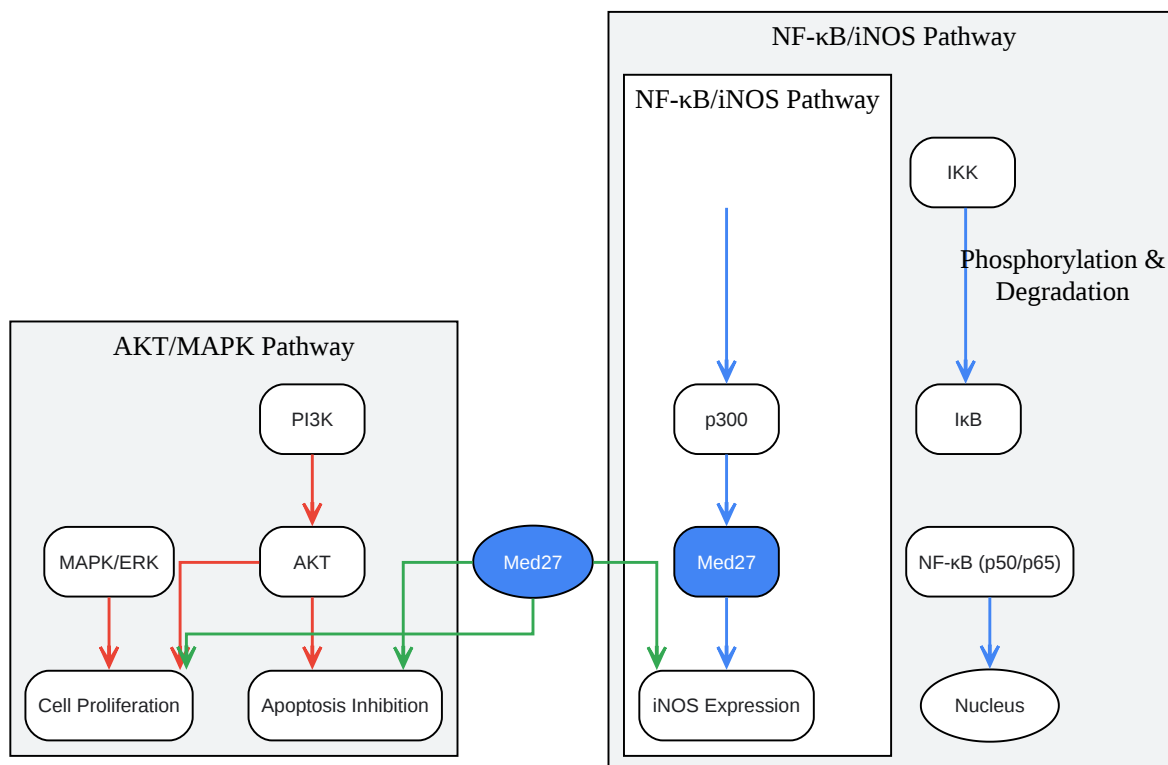 NF-κB/iNOS Pathway
NF-κB/iNOS Pathway
IKK
Phosphorylation &
Degradation
AKT/MAPK Pathway
PI3K
p300
IκB
MAPK/ERK
AKT
Med27
Med27
NF-κB (p50/p65)
Cell Proliferation
Apoptosis Inhibition
iNOS Expression
Nucleus